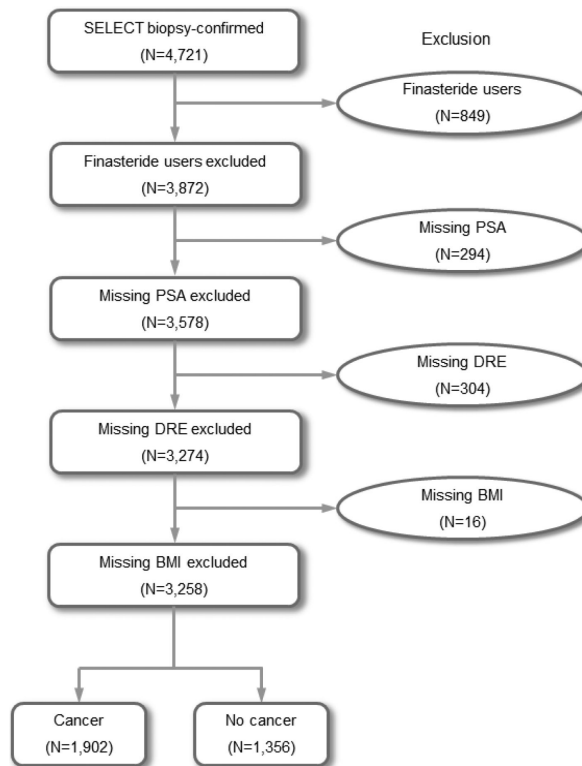 SELECT biopsy-confirmed
(N=4,721)
Exclusion
Finasteride users
(N=849)
Finasteride users excluded
(N=3,872)
Missing PSA
(N=294)
Missing PSA excluded
(N=3,578)
Missing DRE
(N=304)
Missing DRE excluded
(N=3,274)
Missing BMI
(N=16)
Missing BMI excluded
(N=3,258)
Cancer
(N=1,902)
No cancer
(N=1,356)